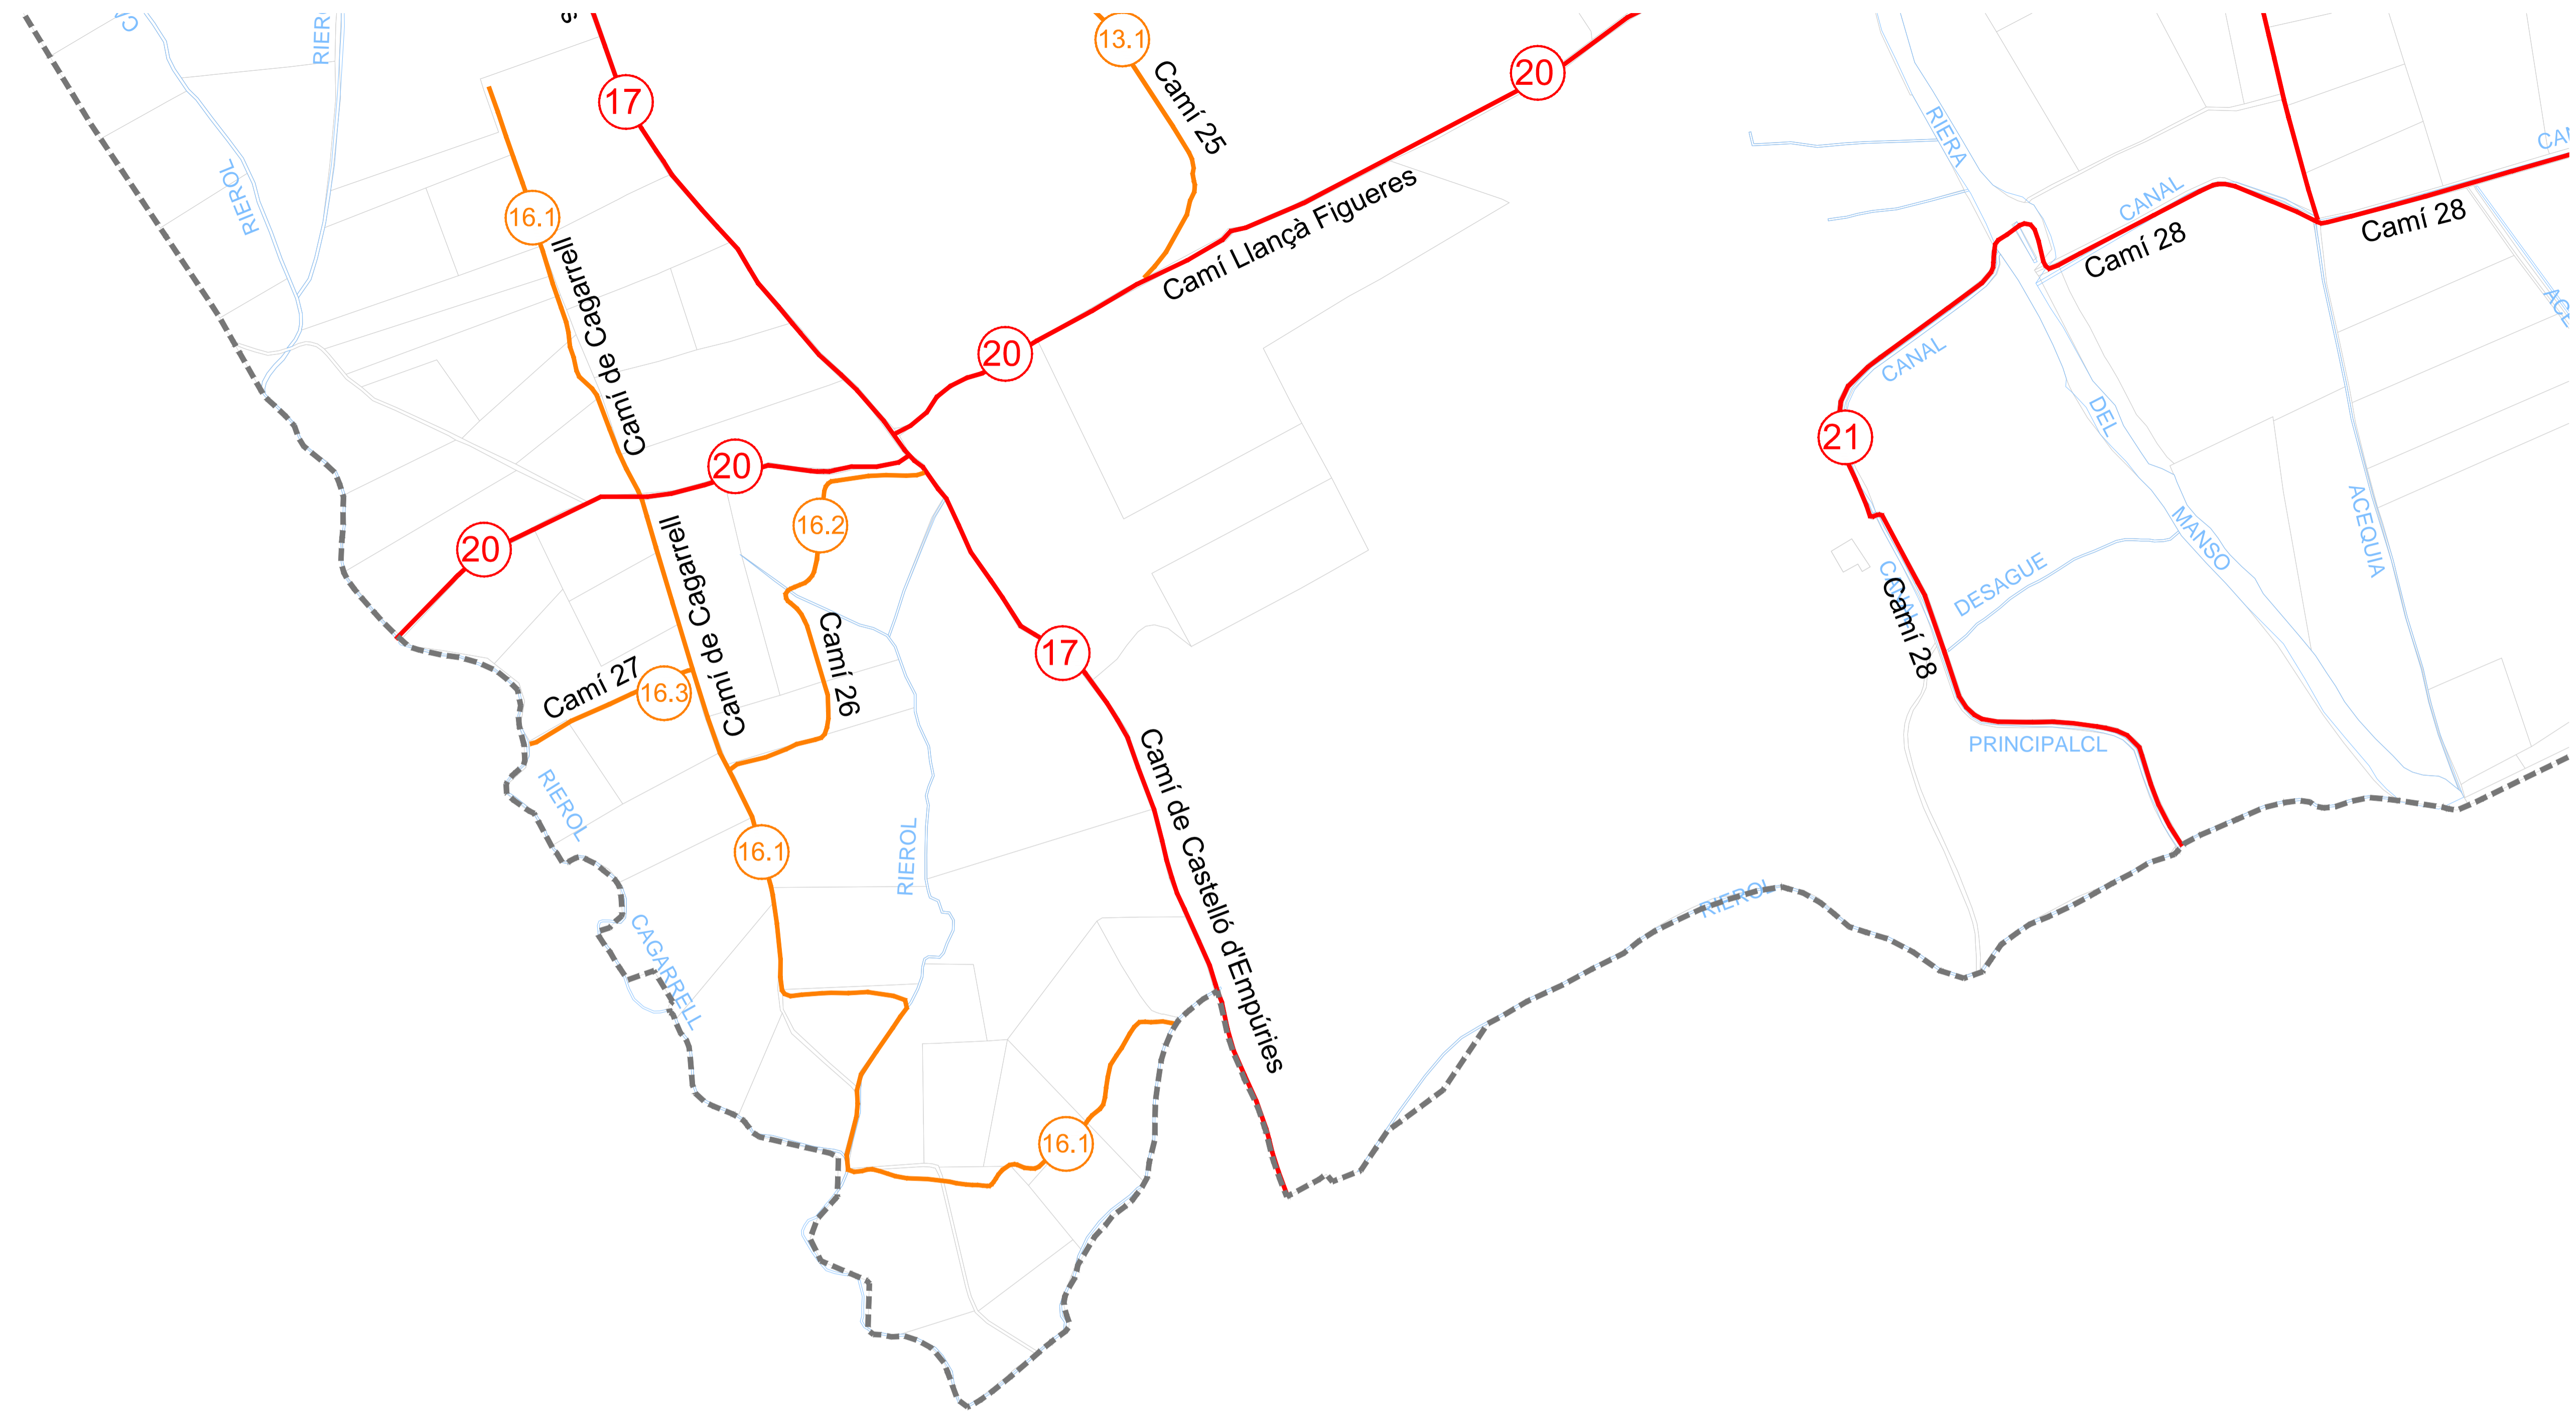 RIEROL
17
13.1
Camí 25
20
RIERA
CANAL
Camí 28
Camí 28
16.1
Camí de Cagarrell
Camí Llançà Figueres
20
CANAL
DEL
21
20
20
16.2
Camí de Cagarrell
MANSO
ACEQUIA
DESAGUE
Camí 28
Camí 27
16.3
Camí 26
17
PRINCIPALCL
RIEROL
16.1
RIEROL
Camí de Castelló d'Empúries
RIEROL
CAGARRELL
16.1